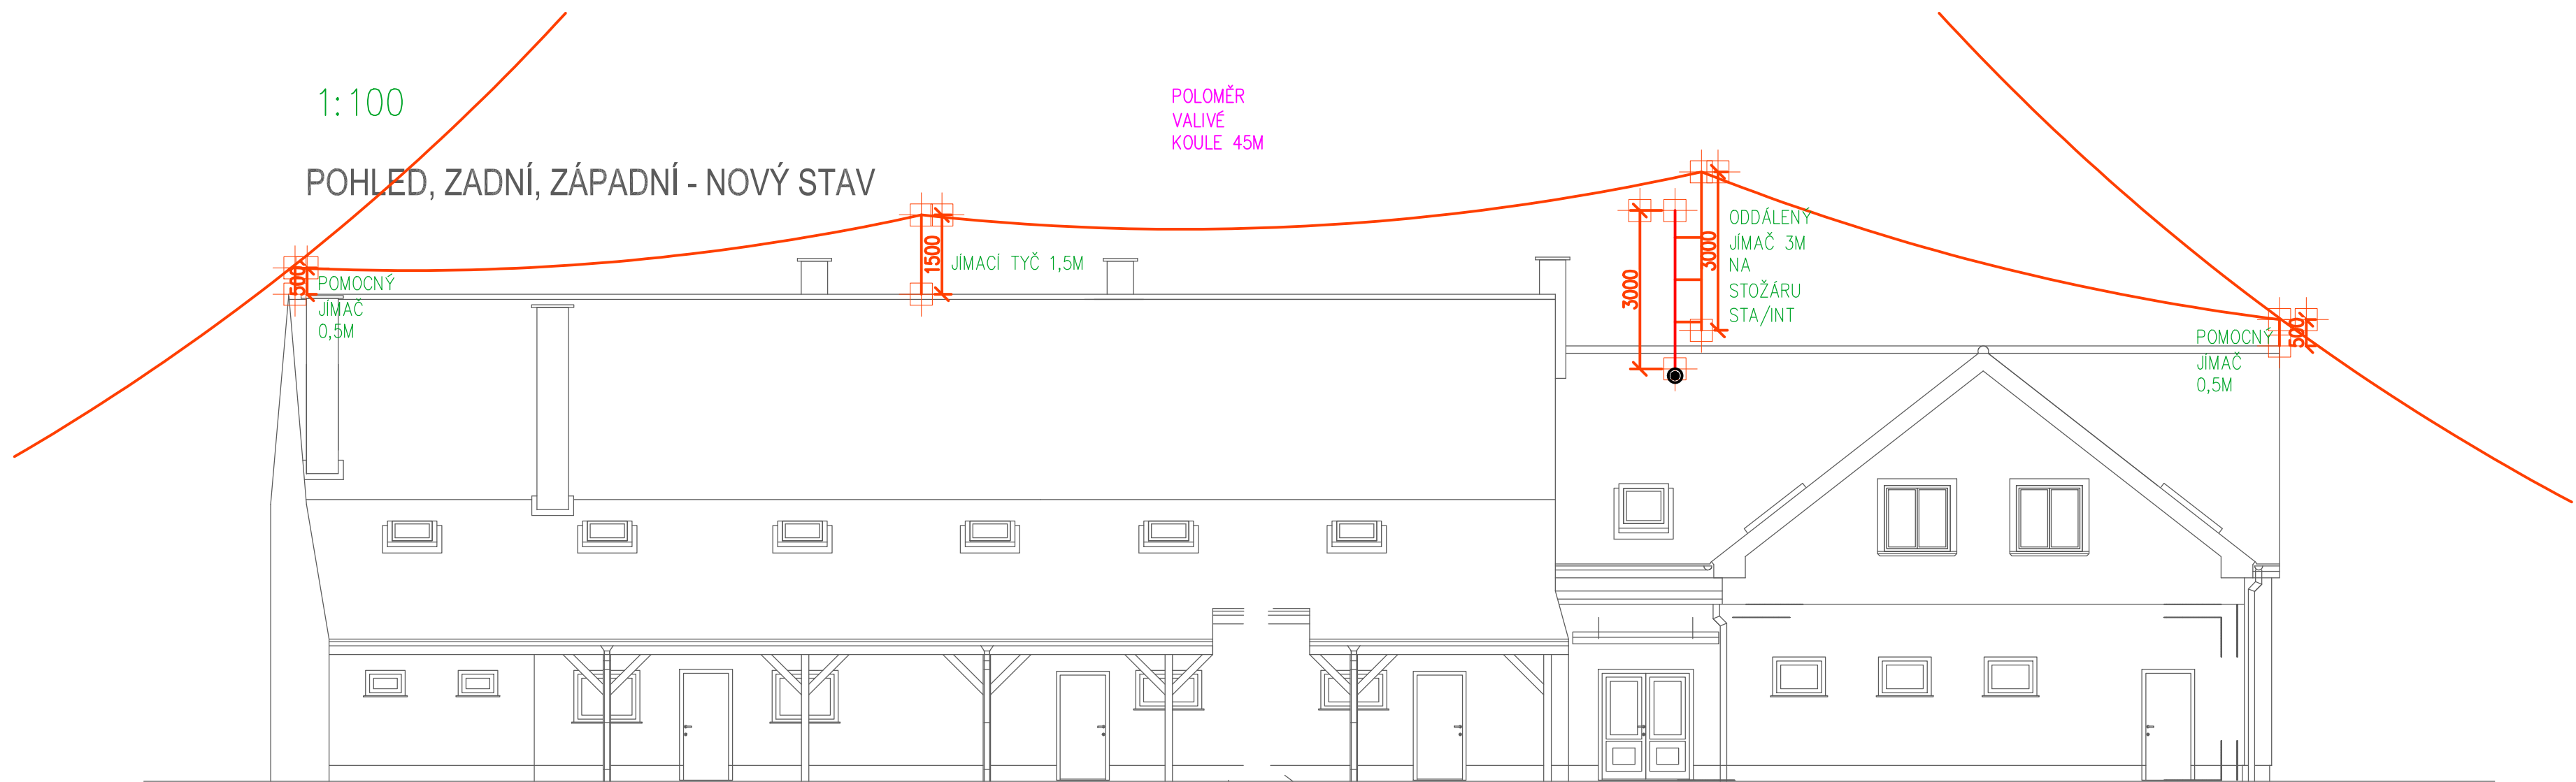 1:100
POHLED, ZADNÍ, ZÁPADNÍ - NOVÝ STAV
POLOMĚR
VALIVÉ
KOULE 45M
500
POMOCNÝ
JÍMAČ
0,5M
1500
JÍMACÍ TYČ 1,5M
3000
3000
ODDÁLENÝ
JÍMAČ 3M
NA
STOŽÁRU
STA/INT
POMOCNÝ
JÍMAČ
0,5M
500